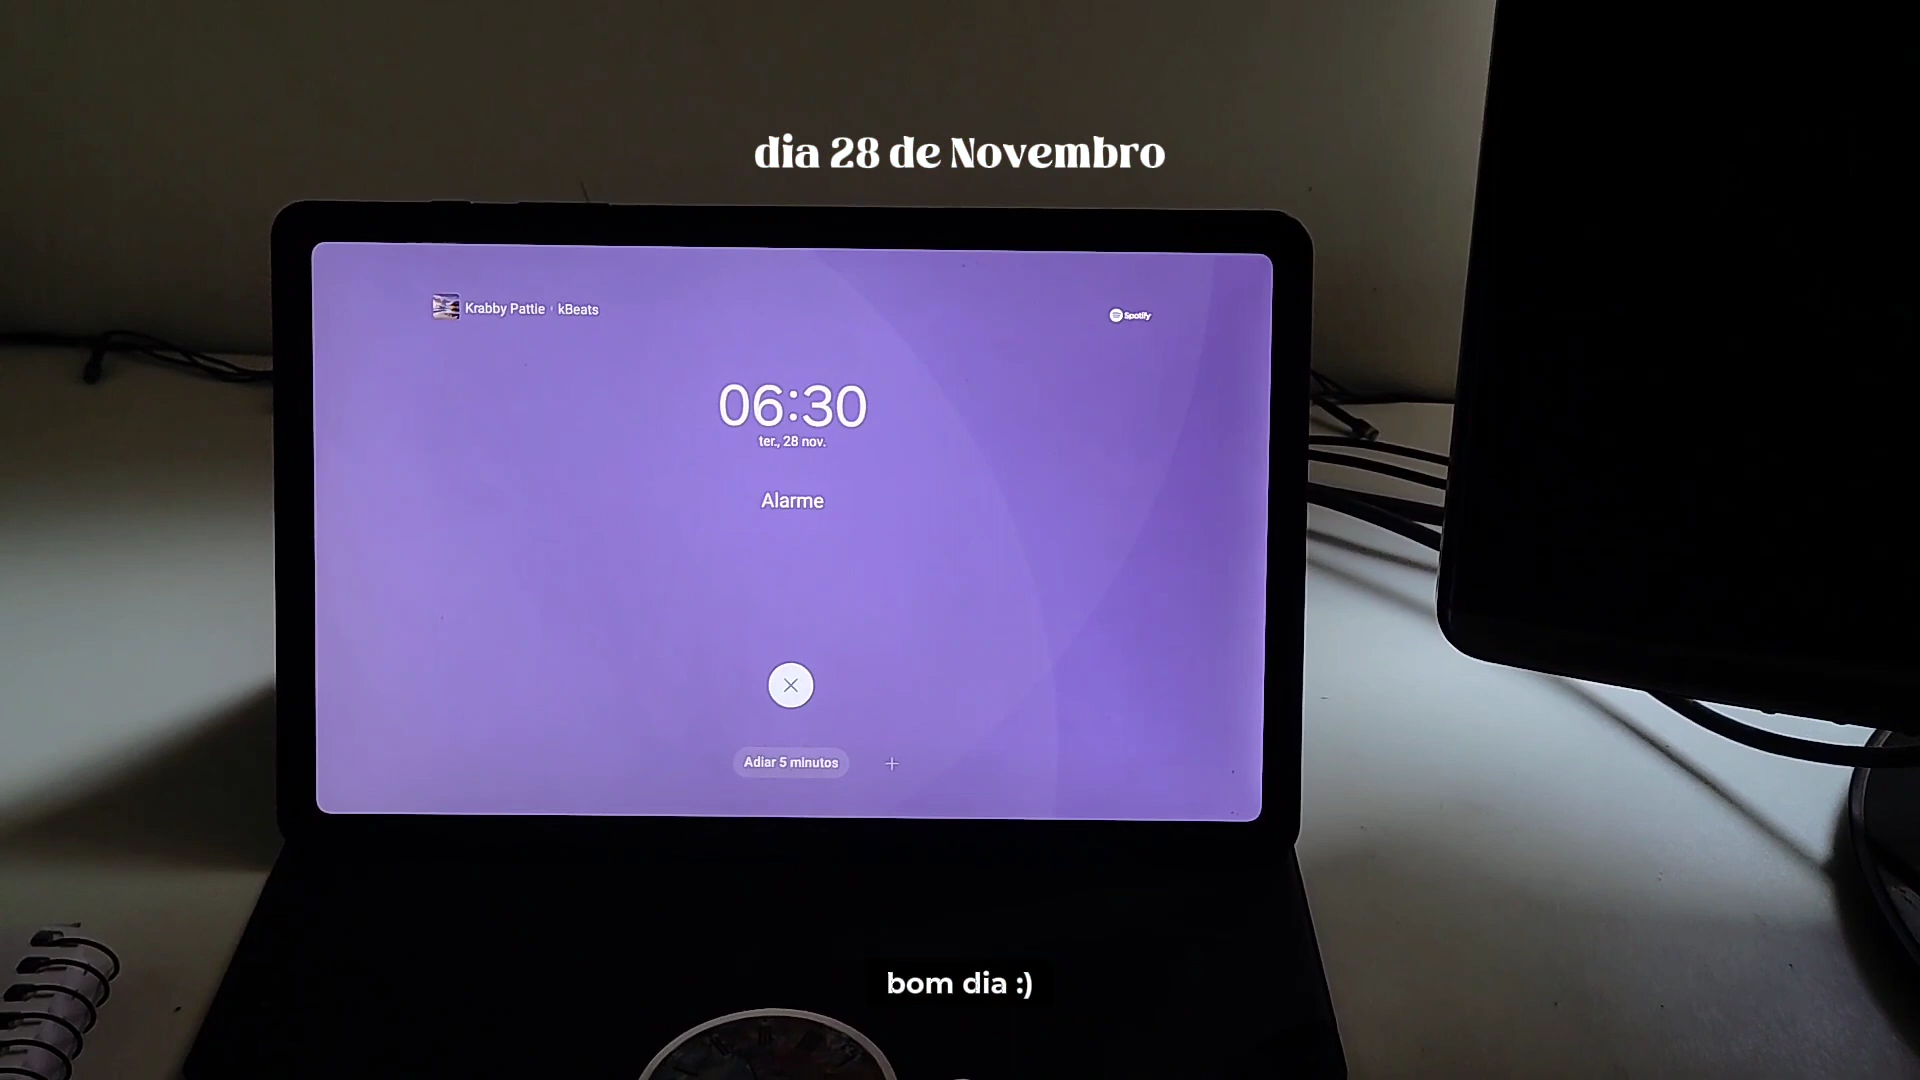 dia 28 de Novembro
Krabby Pattie · kBeats
Spotify
06:30
ter., 28 nov.
Alarme
Adiar 5 minutos
bom dia :)